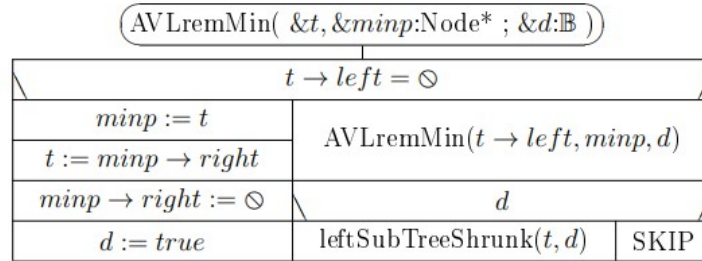 AVLremMin( &t, &minp:Node* ; &d:𝔹 ))
t → left = ⦸
minp := t
AVLremMin(t → left, minp, d)
t := minp → right
minp → right := ⦸
d
d := true
leftSubTreeShrunk(t, d)
SKIP